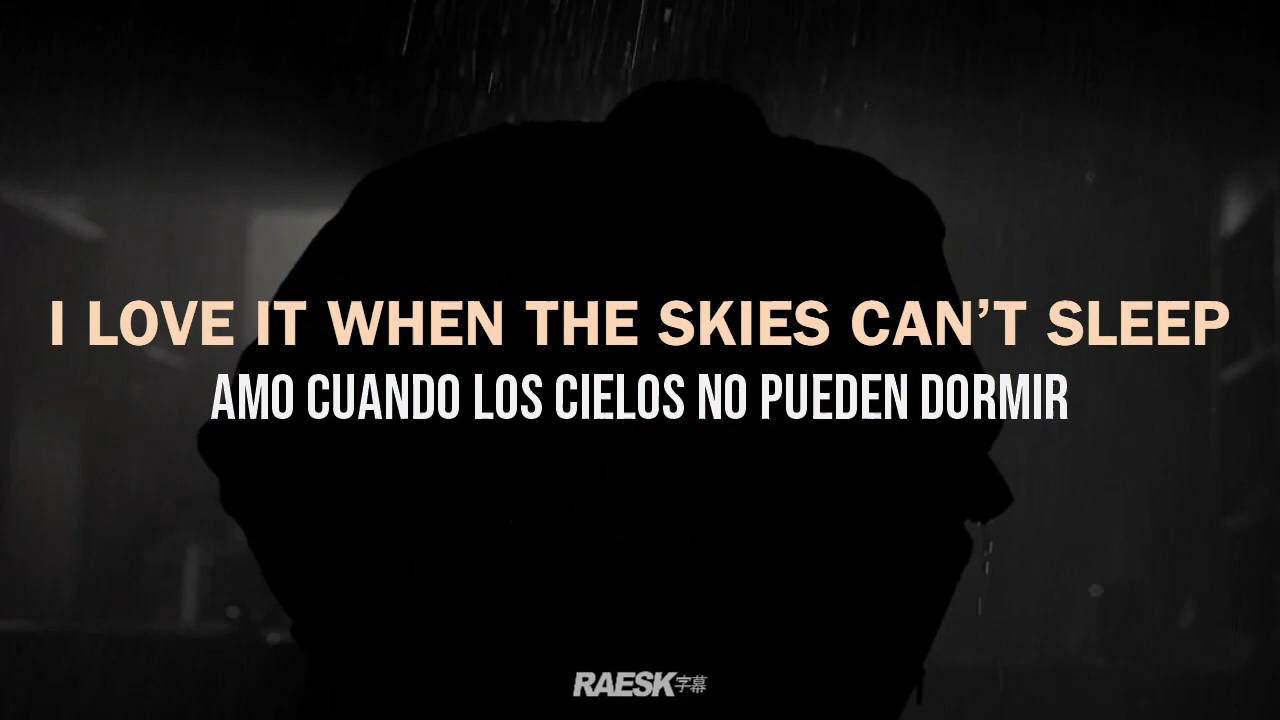 I LOVE IT WHEN THE SKIES CAN’T SLEEP
AMO CUANDO LOS CIELOS NO PUEDEN DORMIR
RAESK字幕